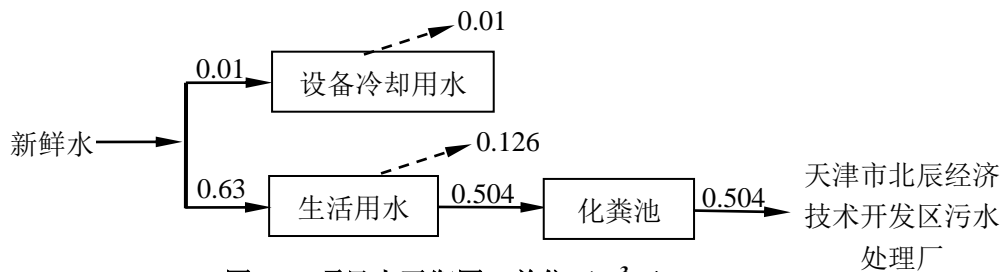 0.01
0.01
设备冷却用水
新鲜水
0.126
0.63
生活用水
0.504
化粪池
0.504
天津市北辰经济
技术开发区污水
处理厂